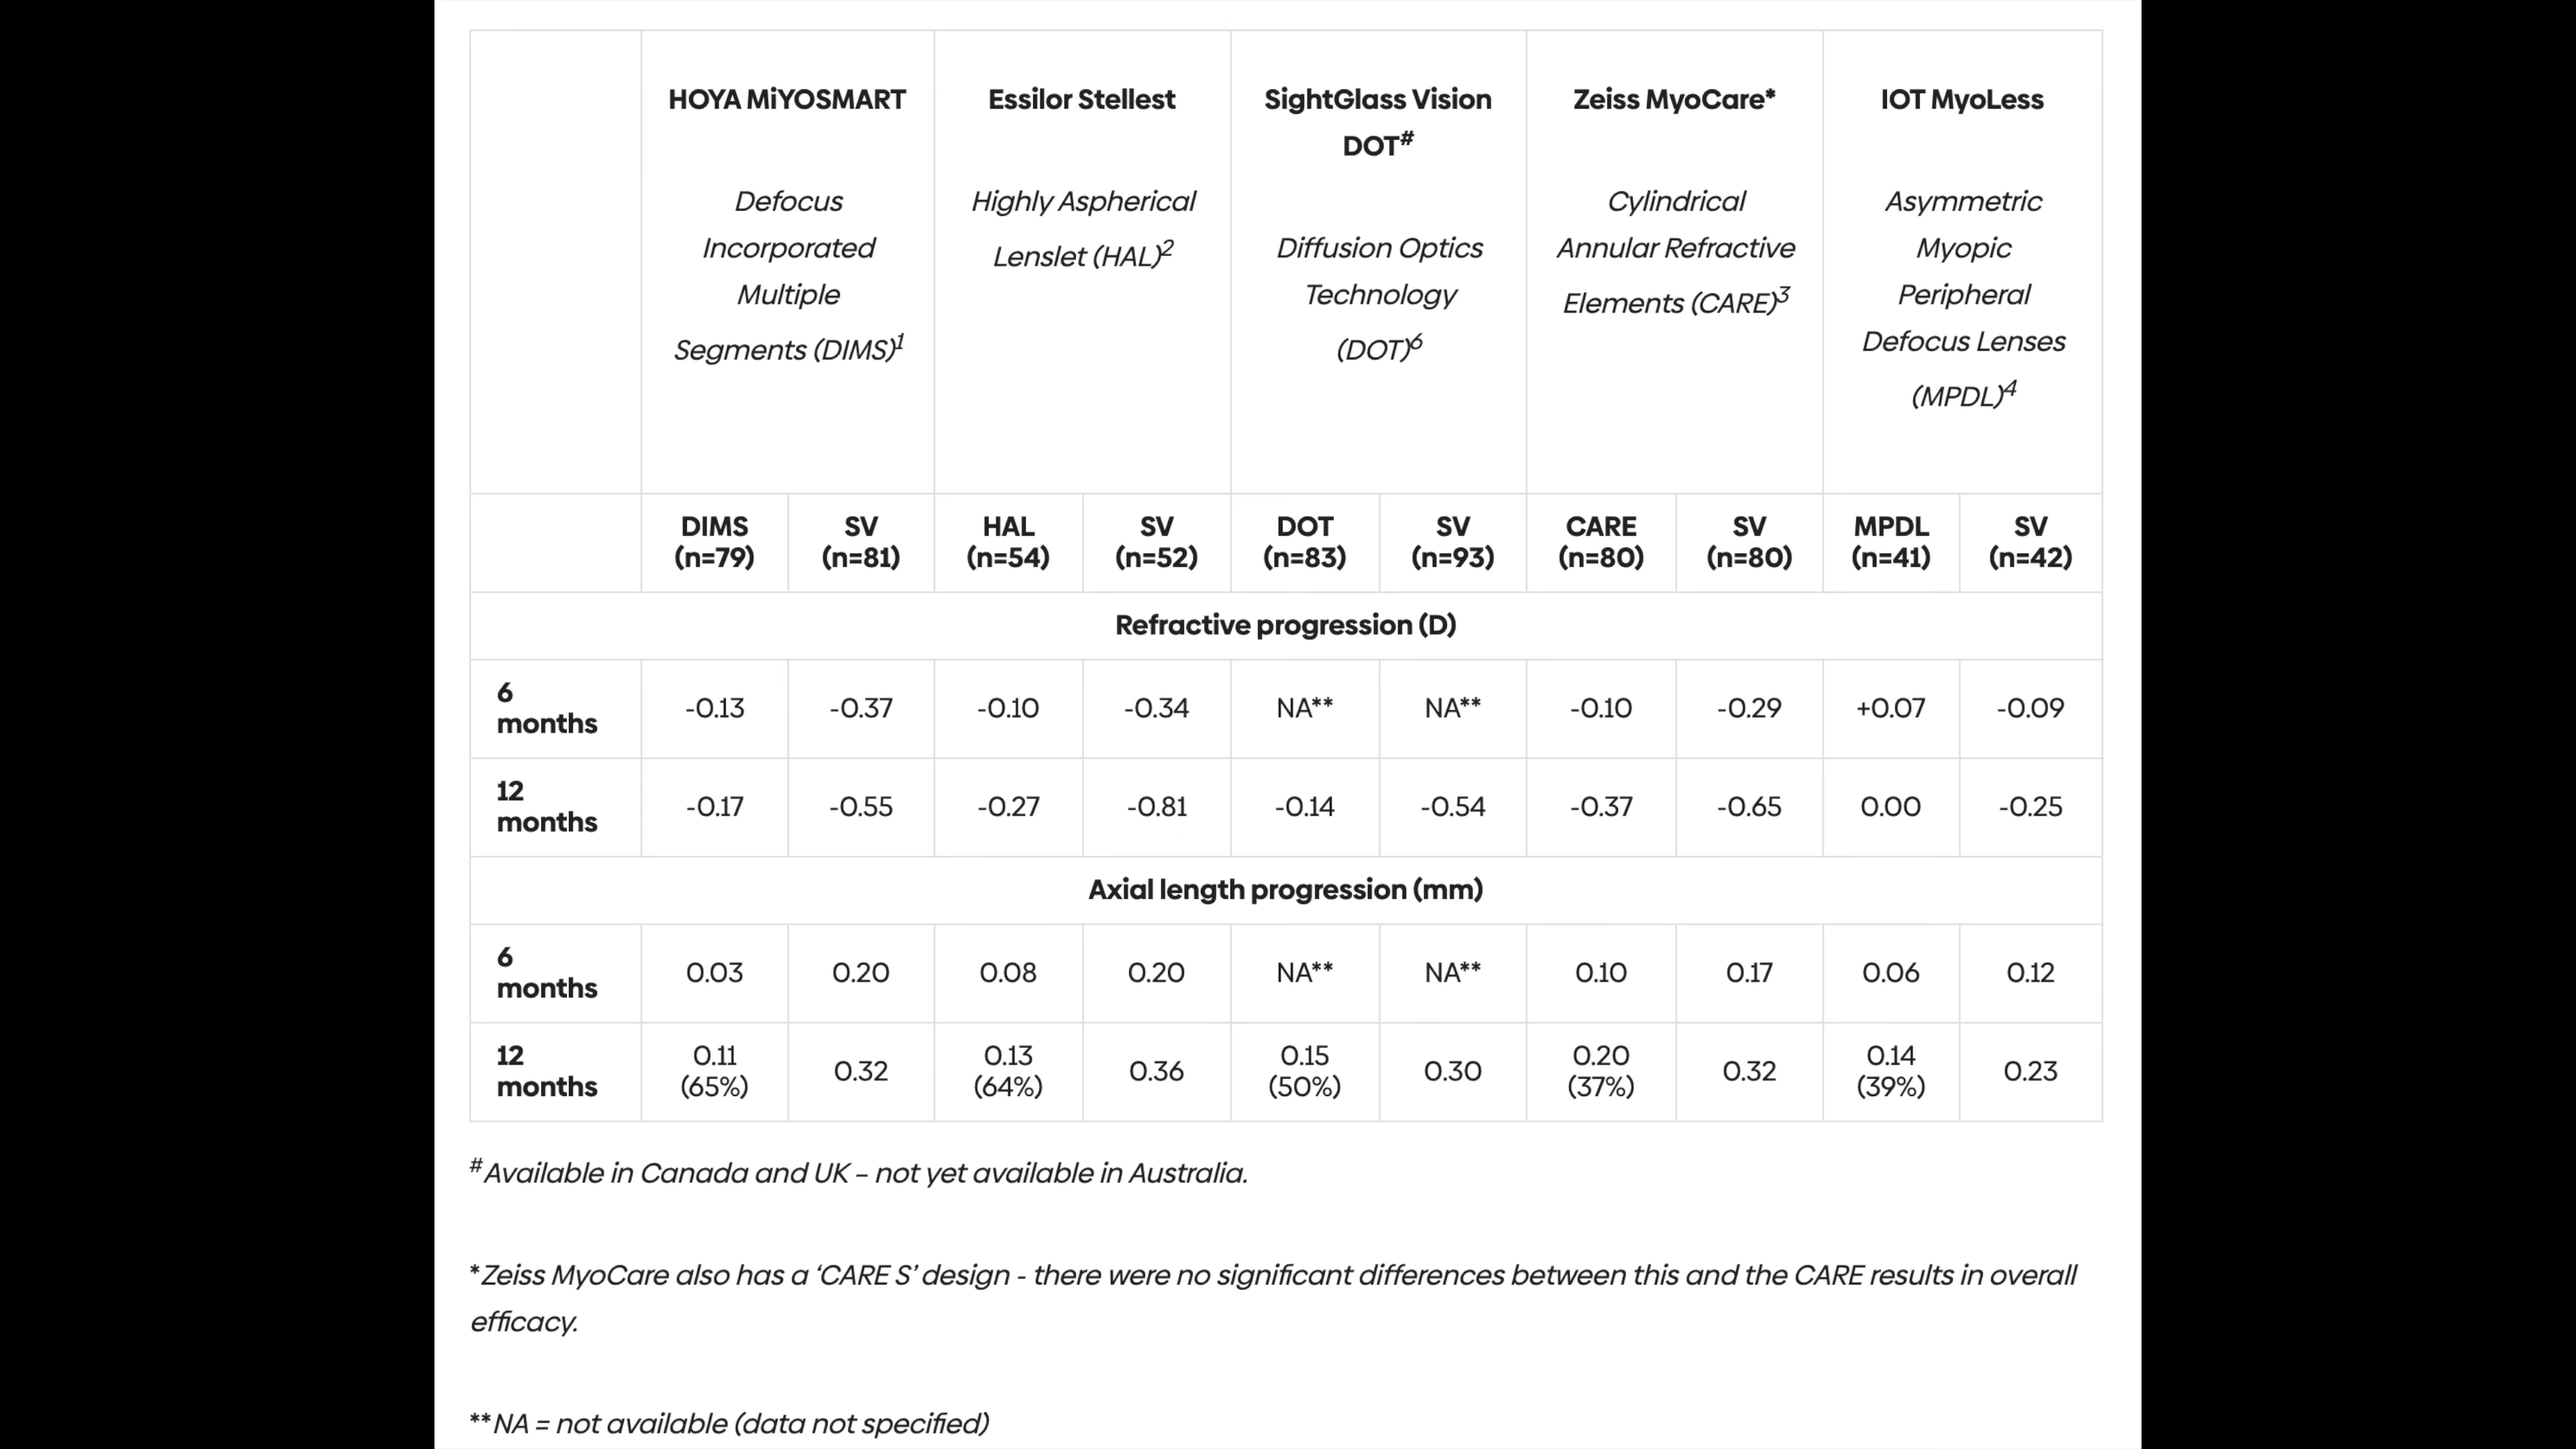 HOYA MiYOSMART
Defocus
Incorporated
Multiple
Segments (DIMS)1
Essilor Stellest
Highly Aspherical
Lenslet (HAL)2
SightGlass Vision
DOT#
Diffusion Optics
Technology
(DOT)6
Zeiss MyoCare*
Cylindrical
Annular Refractive
Elements (CARE)3
IOT MyoLess
Asymmetric
Myopic
Peripheral
Defocus Lenses
(MPDL)4
DIMS SV HAL SV DOT SV CARE SV MPDL SV
(n=79) (n=81) (n=54) (n=52) (n=83) (n=93) (n=80) (n=80) (n=41) (n=42)
Refractive progression (D)
6
months -0.13 -0.37 -0.10 -0.34 NA** NA** -0.10 -0.29 +0.07 -0.09
12
months -0.17 -0.55 -0.27 -0.81 -0.14 -0.54 -0.37 -0.65 0.00 -0.25
Axial length progression (mm)
6
months 0.03 0.20 0.08 0.20 NA** NA** 0.10 0.17 0.06 0.12
12 0.11 0.32 0.13 0.36 0.15 0.30 0.20 0.32 0.14 0.23
months (65%) (64%) (50%) (37%) (39%)
#Available in Canada and UK – not yet available in Australia.
*Zeiss MyoCare also has a ‘CARE S’ design - there were no significant differences between this and the CARE results in overall
efficacy.
**NA = not available (data not specified)